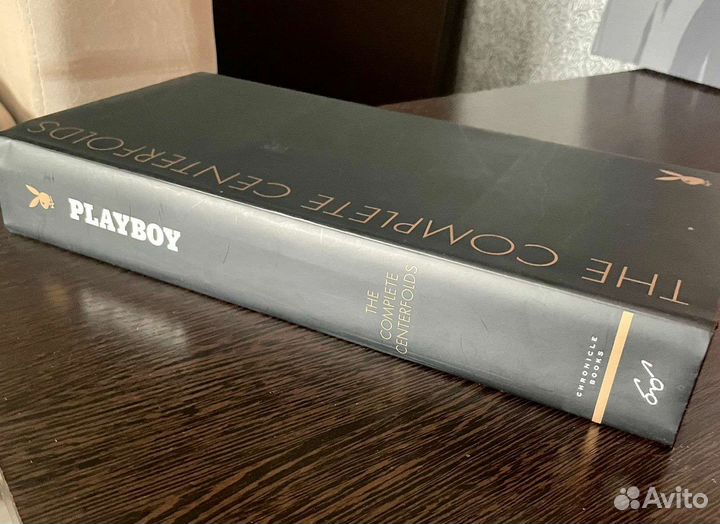 THE COMPLETE CENTERFOLDS
PLAYBOY
THE
COMPLETE
CENTERFOLDS
CHRONICLE
BOOKS
Avito